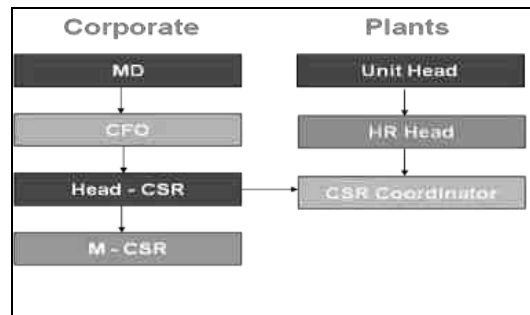 Corporate
MD
CFO
Head - CSR
M - CSR
Plants
Unit Head
HR Head
CSR Coordinator